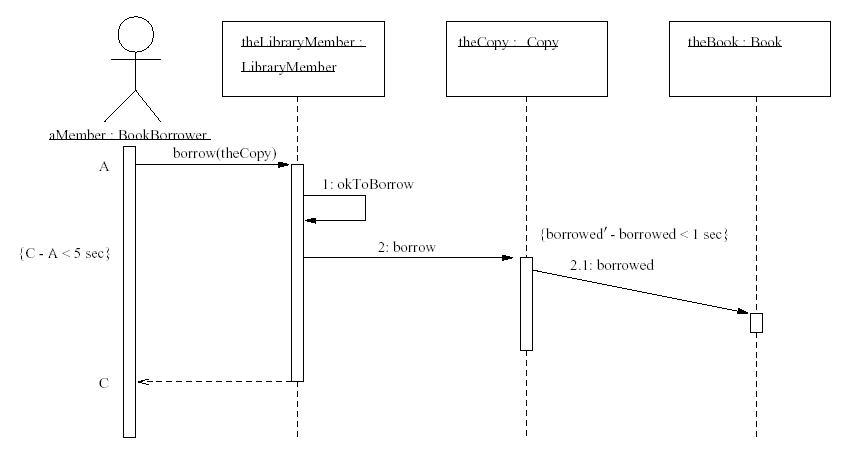 theLibraryMember :
LibraryMember
theCopy : Copy
theBook : Book
aMember : BookBorrower
A
borrow(theCopy)
1: okToBorrow
{borrowed' - borrowed < 1 sec}
{C - A < 5 sec}
2: borrow
2.1: borrowed
C